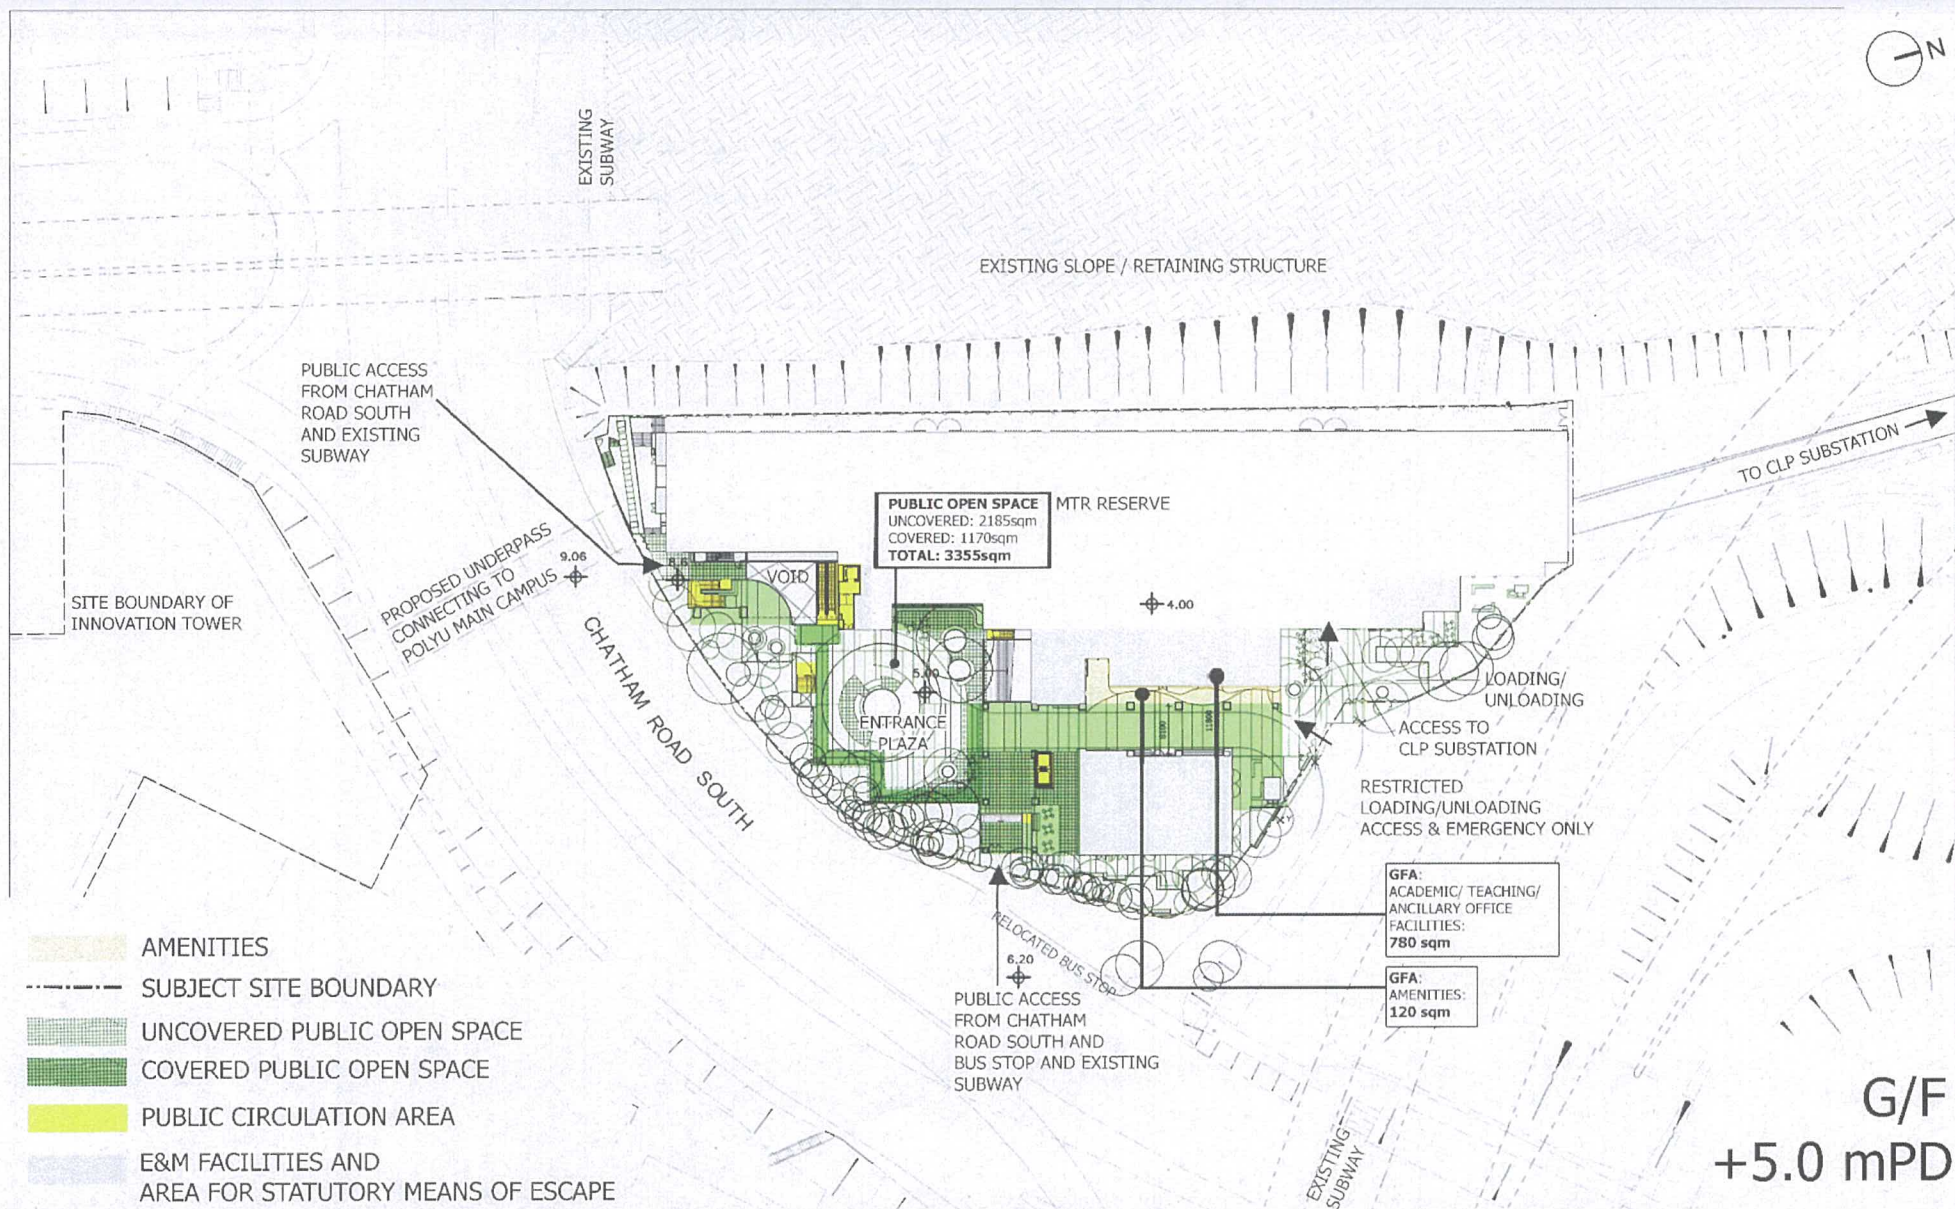 N
EXISTING
SUBWAY
EXISTING SLOPE / RETAINING STRUCTURE
PUBLIC ACCESS
FROM CHATHAM
ROAD SOUTH
AND EXISTING
SUBWAY
TO CLP SUBSTATION
PUBLIC OPEN SPACE
UNCOVERED: 2185sqm
COVERED: 1170sqm
TOTAL: 3355sqm
MTR RESERVE
PROPOSED UNDERPASS
CONNECTING TO
POLYU MAIN CAMPUS
9.06
VOID
4.00
SITE BOUNDARY OF
INNOVATION TOWER
CHATHAM ROAD SOUTH
5.00
ENTRANCE
PLAZA
LOADING/
UNLOADING
ACCESS TO
CLP SUBSTATION
RESTRICTED
LOADING/UNLOADING
ACCESS & EMERGENCY ONLY
GFA:
ACADEMIC/ TEACHING/
ANCILLARY OFFICE
FACILITIES:
780 sqm
GFA:
AMENITIES:
120 sqm
RELOCATED BUS STOP
6.20
PUBLIC ACCESS
FROM CHATHAM
ROAD SOUTH AND
BUS STOP AND EXISTING
SUBWAY
EXISTING
SUBWAY
AMENITIES
SUBJECT SITE BOUNDARY
UNCOVERED PUBLIC OPEN SPACE
COVERED PUBLIC OPEN SPACE
PUBLIC CIRCULATION AREA
E&M FACILITIES AND
AREA FOR STATUTORY MEANS OF ESCAPE
G/F
+5.0 mPD